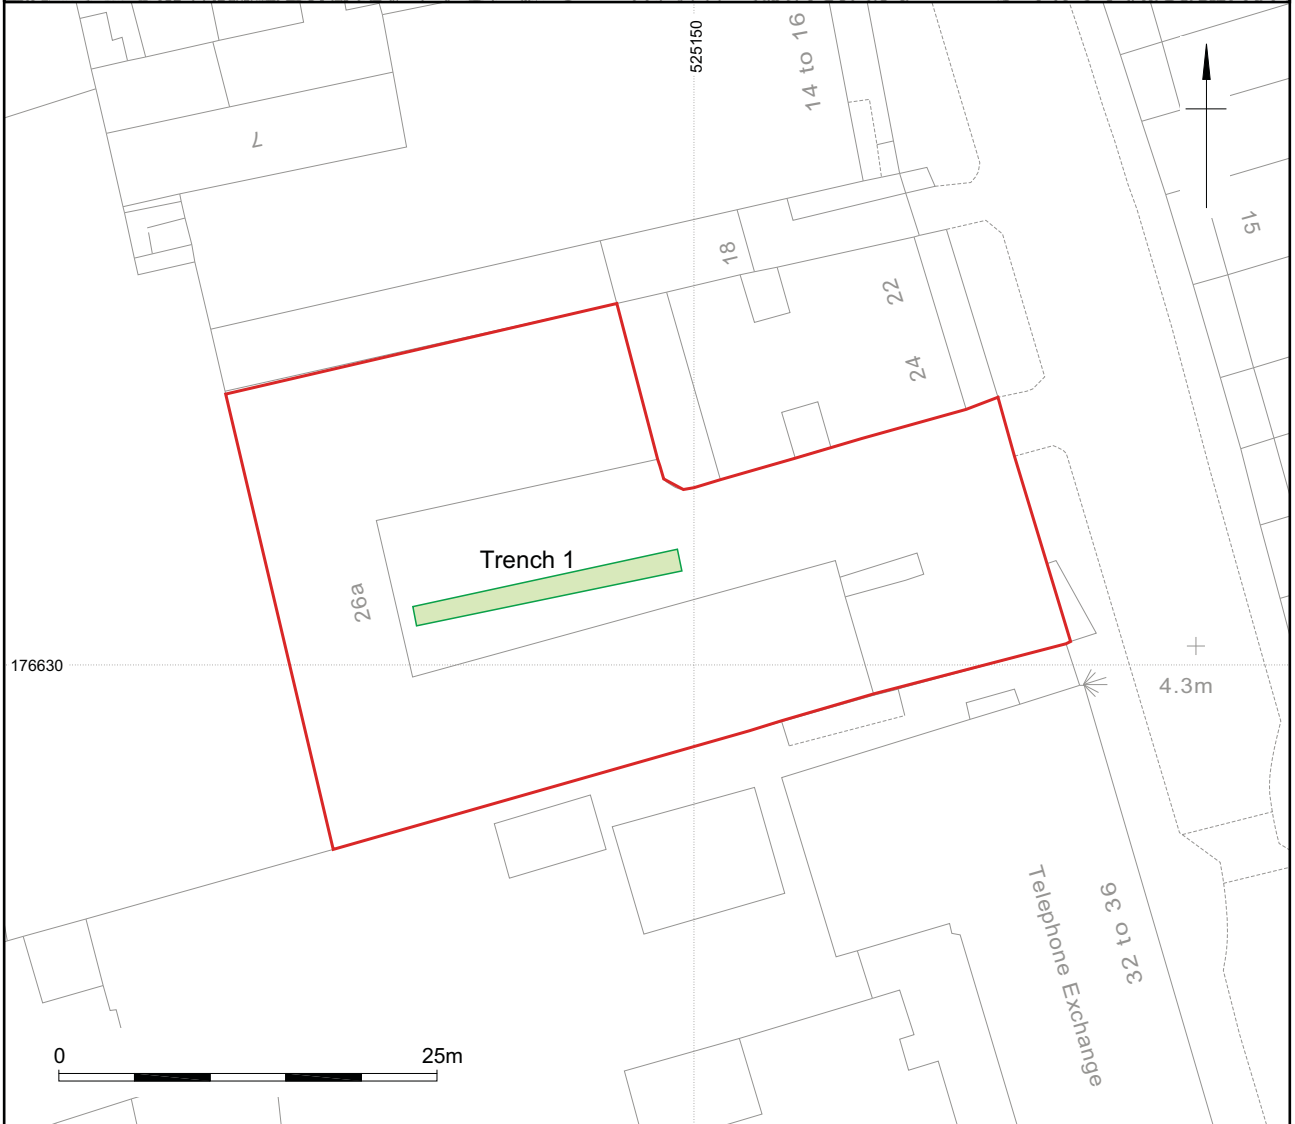 525150
14 to 16
7
15
18
22
24
Trench 1
26a
176630
4.3m
Telephone Exchange
32 to 36
0 25m